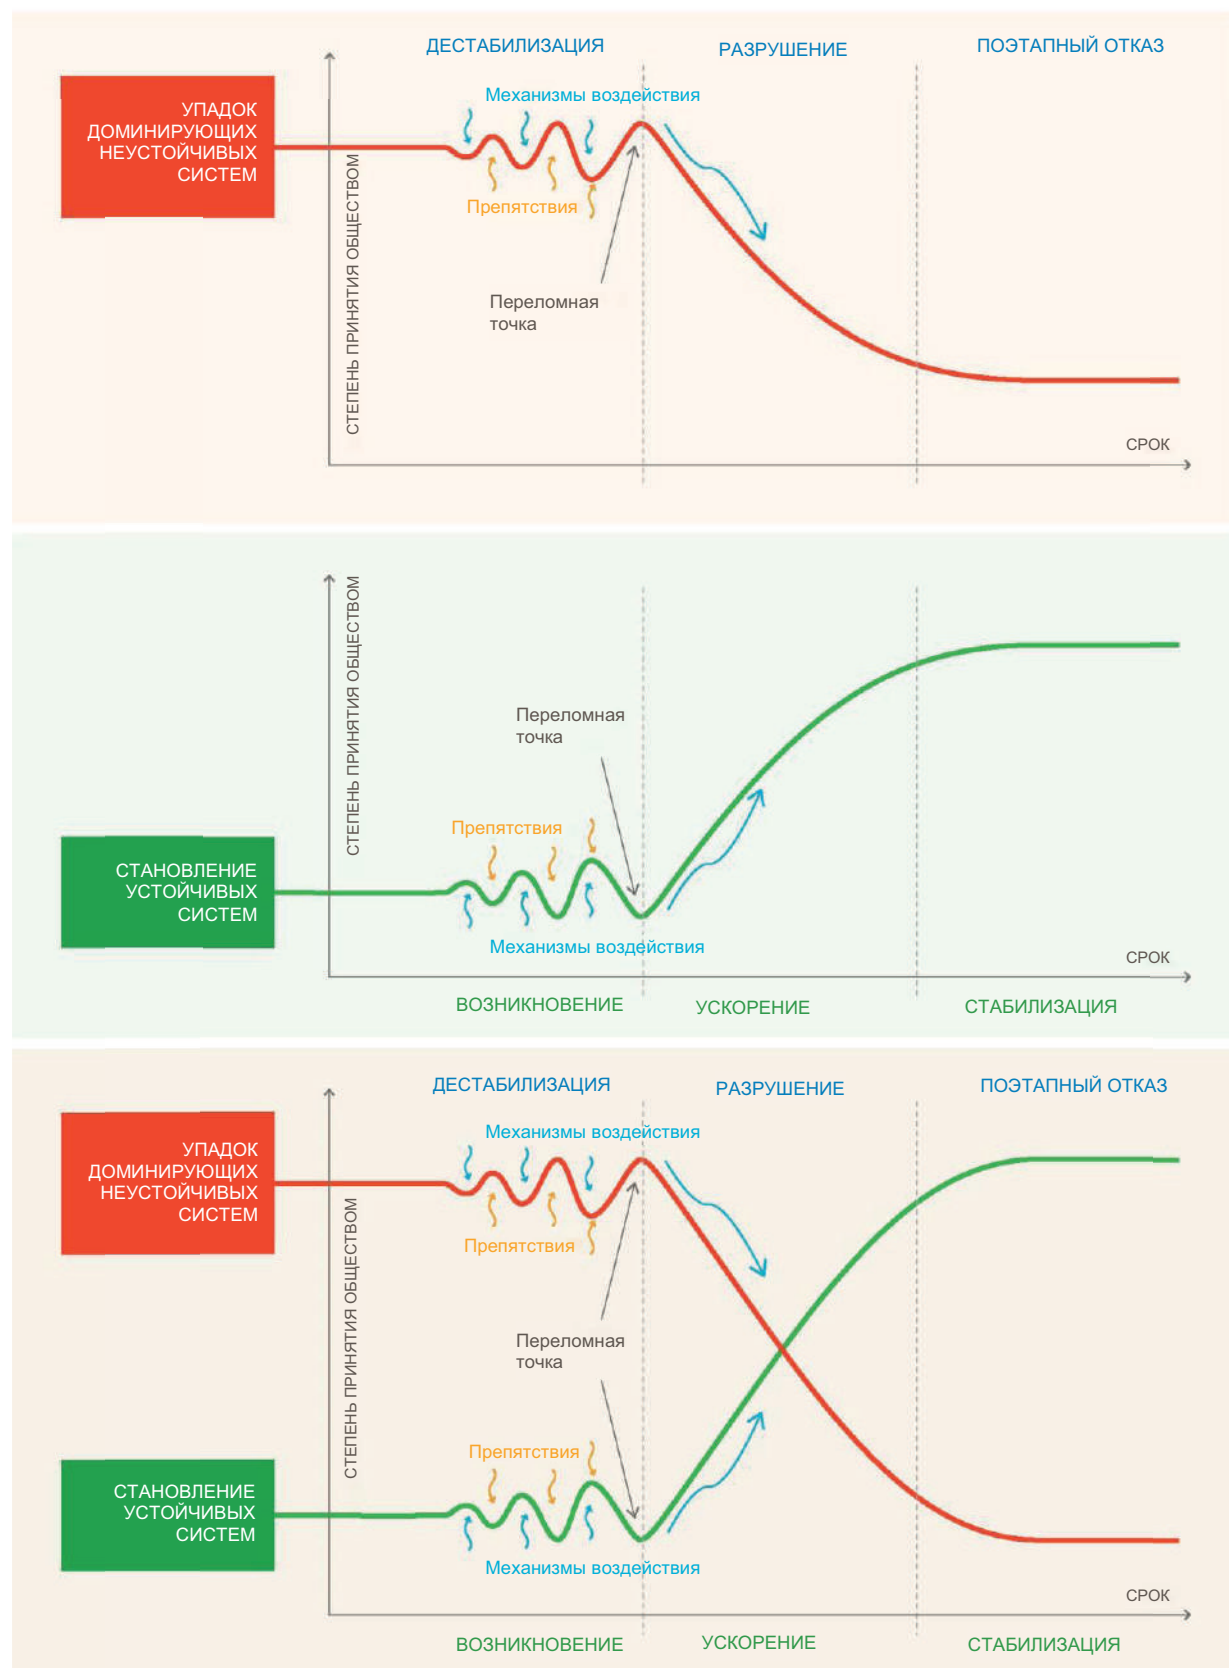 ДЕСТАБИЛИЗАЦИЯ
РАЗРУШЕНИЕ
ПОЭТАПНЫЙ ОТКАЗ
Механизмы воздействия
УПАДОК
ДОМИНИРУЮЩИХ
НЕУСТОЙЧИВЫХ
СИСТЕМ
СТЕПЕНЬ ПРИНЯТИЯ ОБЩЕСТВОМ
Препятствия
Переломная
точка
СРОК
СТЕПЕНЬ ПРИНЯТИЯ ОБЩЕСТВОМ
Переломная
точка
Препятствия
СТАНОВЛЕНИЕ
УСТОЙЧИВЫХ
СИСТЕМ
Механизмы воздействия
СРОК
ВОЗНИКНОВЕНИЕ
УСКОРЕНИЕ
СТАБИЛИЗАЦИЯ
ДЕСТАБИЛИЗАЦИЯ
РАЗРУШЕНИЕ
ПОЭТАПНЫЙ ОТКАЗ
Механизмы воздействия
УПАДОК
ДОМИНИРУЮЩИХ
НЕУСТОЙЧИВЫХ
СИСТЕМ
СТЕПЕНЬ ПРИНЯТИЯ ОБЩЕСТВОМ
Препятствия
Переломная
точка
Препятствия
СТАНОВЛЕНИЕ
УСТОЙЧИВЫХ
СИСТЕМ
Механизмы воздействия
СРОК
ВОЗНИКНОВЕНИЕ
УСКОРЕНИЕ
СТАБИЛИЗАЦИЯ